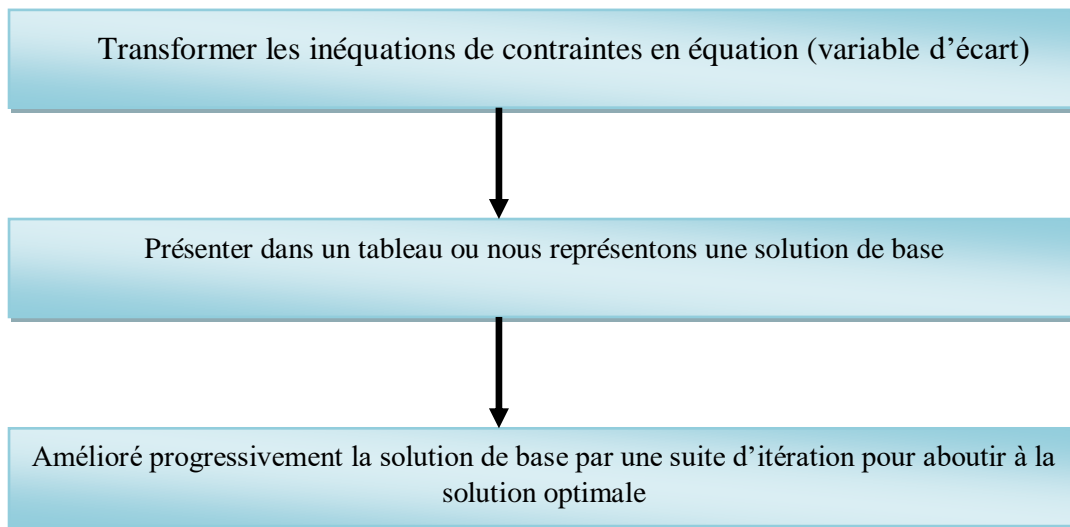 Transformer les inéquations de contraintes en équation (variable d’écart)
Présenter dans un tableau ou nous représentons une solution de base
Amélioré progressivement la solution de base par une suite d’itération pour aboutir à la
solution optimale